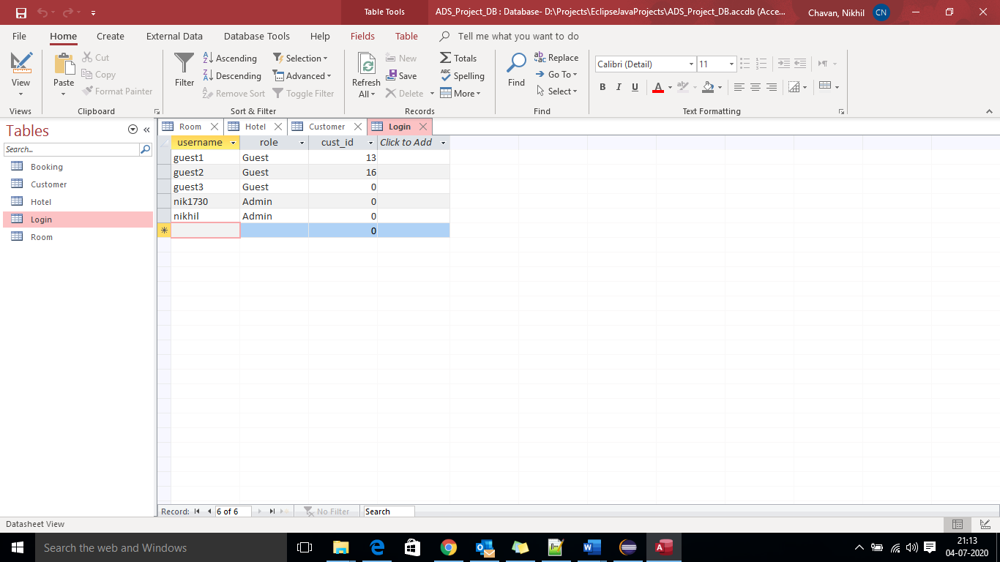 Table Tools
ADS_Project_DB : Database- D:\Projects\EclipseJavaProjects\ADS_Project_DB.accdb (Acce...
Chavan, Nikhil
CN
File Home Create External Data Database Tools Help Fields Table Tell me what you want to do
View
Views
Paste
Cut
Copy
Format Painter
Clipboard
Filter
Ascending
Descending
Remove Sort
Selection
Advanced
Toggle Filter
Sort & Filter
Refresh
All
New
Save
Delete
Totals
Spelling
More
Records
Find
Replace
Go To
Select
Find
Calibri (Detail) 11
B I U A
Text Formatting
Tables
Search...
Booking
Customer
Hotel
Login
Room
Room Hotel Customer Login
username role cust_id Click to Add
guest1 Guest 13
guest2 Guest 16
guest3 Guest 0
nik1730 Admin 0
nikhil Admin 0
0
Record: 6 of 6 No Filter Search
Datasheet View
Search the web and Windows
21:13
04-07-2020